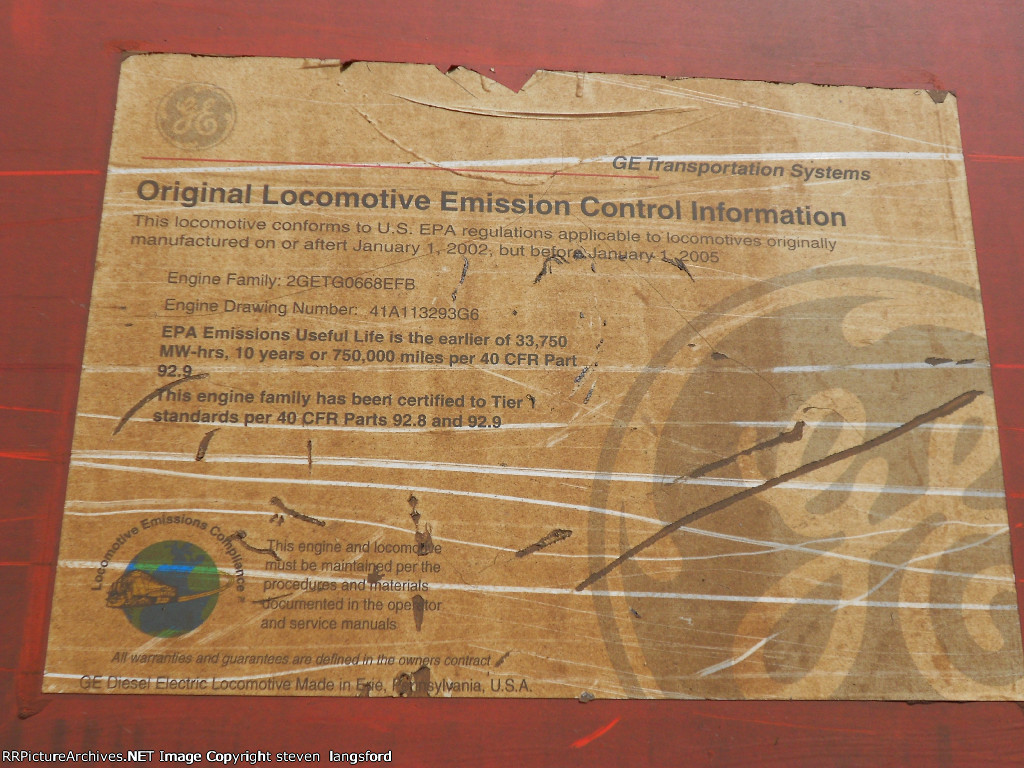 GE
GE Transportation Systems
Original Locomotive Emission Control Information
This locomotive conforms to U.S. EPA regulations applicable to locomotives originally
manufactured on or aftert January 1, 2002, but before January 1, 2005
Engine Family: 2GETG0668EFB
Engine Drawing Number: 41A113293G6
EPA Emissions Useful Life is the earlier of 33,750
MW-hrs, 10 years or 750,000 miles per 40 CFR Part
92.9
This engine family has been certified to Tier 1
standards per 40 CFR Parts 92.8 and 92.9
Locomotive Emissions Compliance
This engine and locomotive
must be maintained per the
procedures and materials
documented in the operator
and service manuals
All warranties and guarantees are defined in the owners contract
GE Diesel Electric Locomotive Made in Erie, Pennsylvania, U.S.A.
RRPictureArchives.NET Image Copyright steven langsford